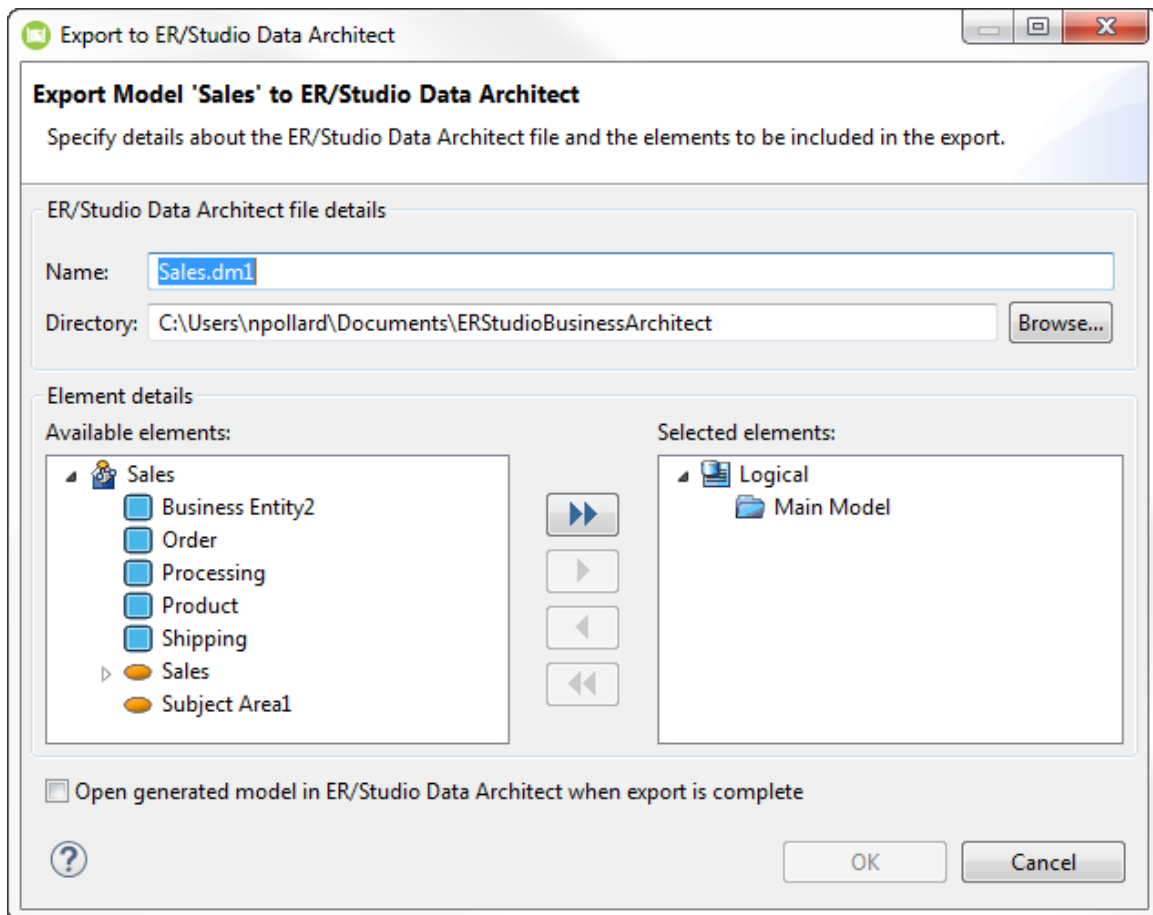 Export to ER/Studio Data Architect
Export Model 'Sales' to ER/Studio Data Architect
Specify details about the ER/Studio Data Architect file and the elements to be included in the export.
ER/Studio Data Architect file details
Name: Sales.dm1
Directory: C:\Users\npollard\Documents\ERStudioBusinessArchitect Browse...
Element details
Available elements: Selected elements:
Sales Logical
Business Entity2 Main Model
Order
Processing
Product
Shipping
Sales
Subject Area1
Open generated model in ER/Studio Data Architect when export is complete
? OK Cancel